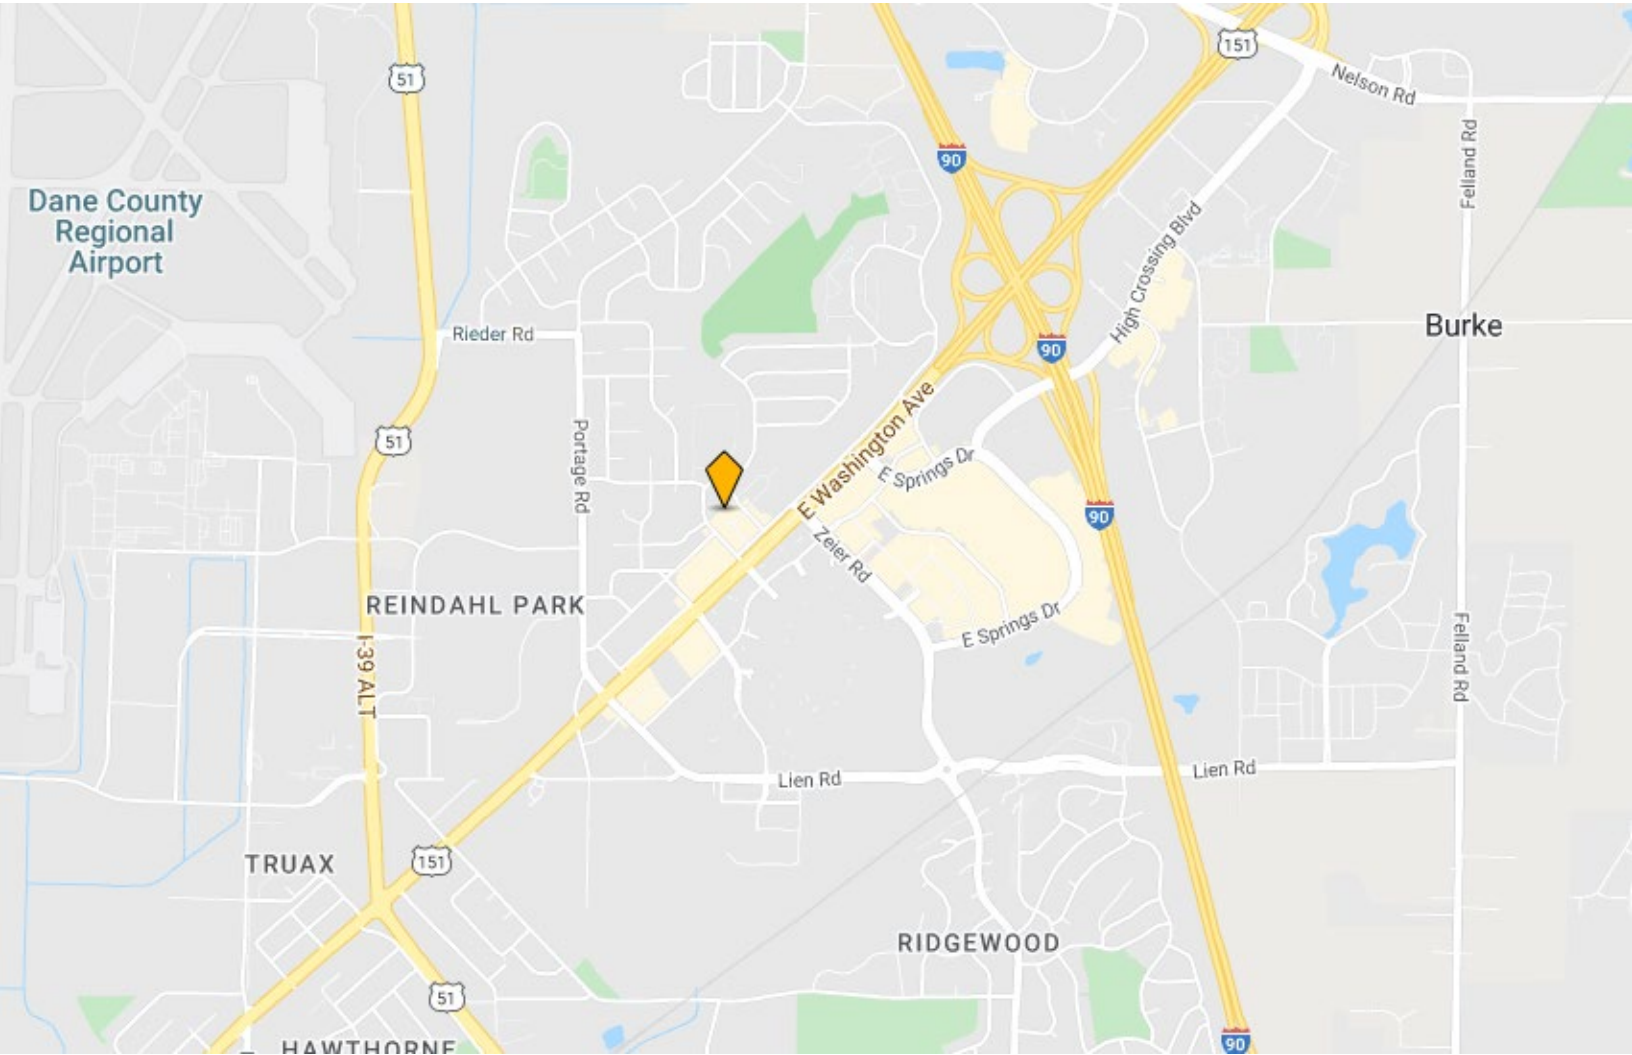 151
51
Nelson Rd
Felland Rd
90
Dane County
Regional
Airport
High Crossing Blvd
Rieder Rd
Burke
90
E Washington Ave
51
Portage Rd
E Springs Dr
90
Zeier Rd
REINDAHL PARK
E Springs Dr
Felland Rd
I-39 ALT
Lien Rd
Lien Rd
TRUAX
151
RIDGEWOOD
51
HAWTHORNE
90